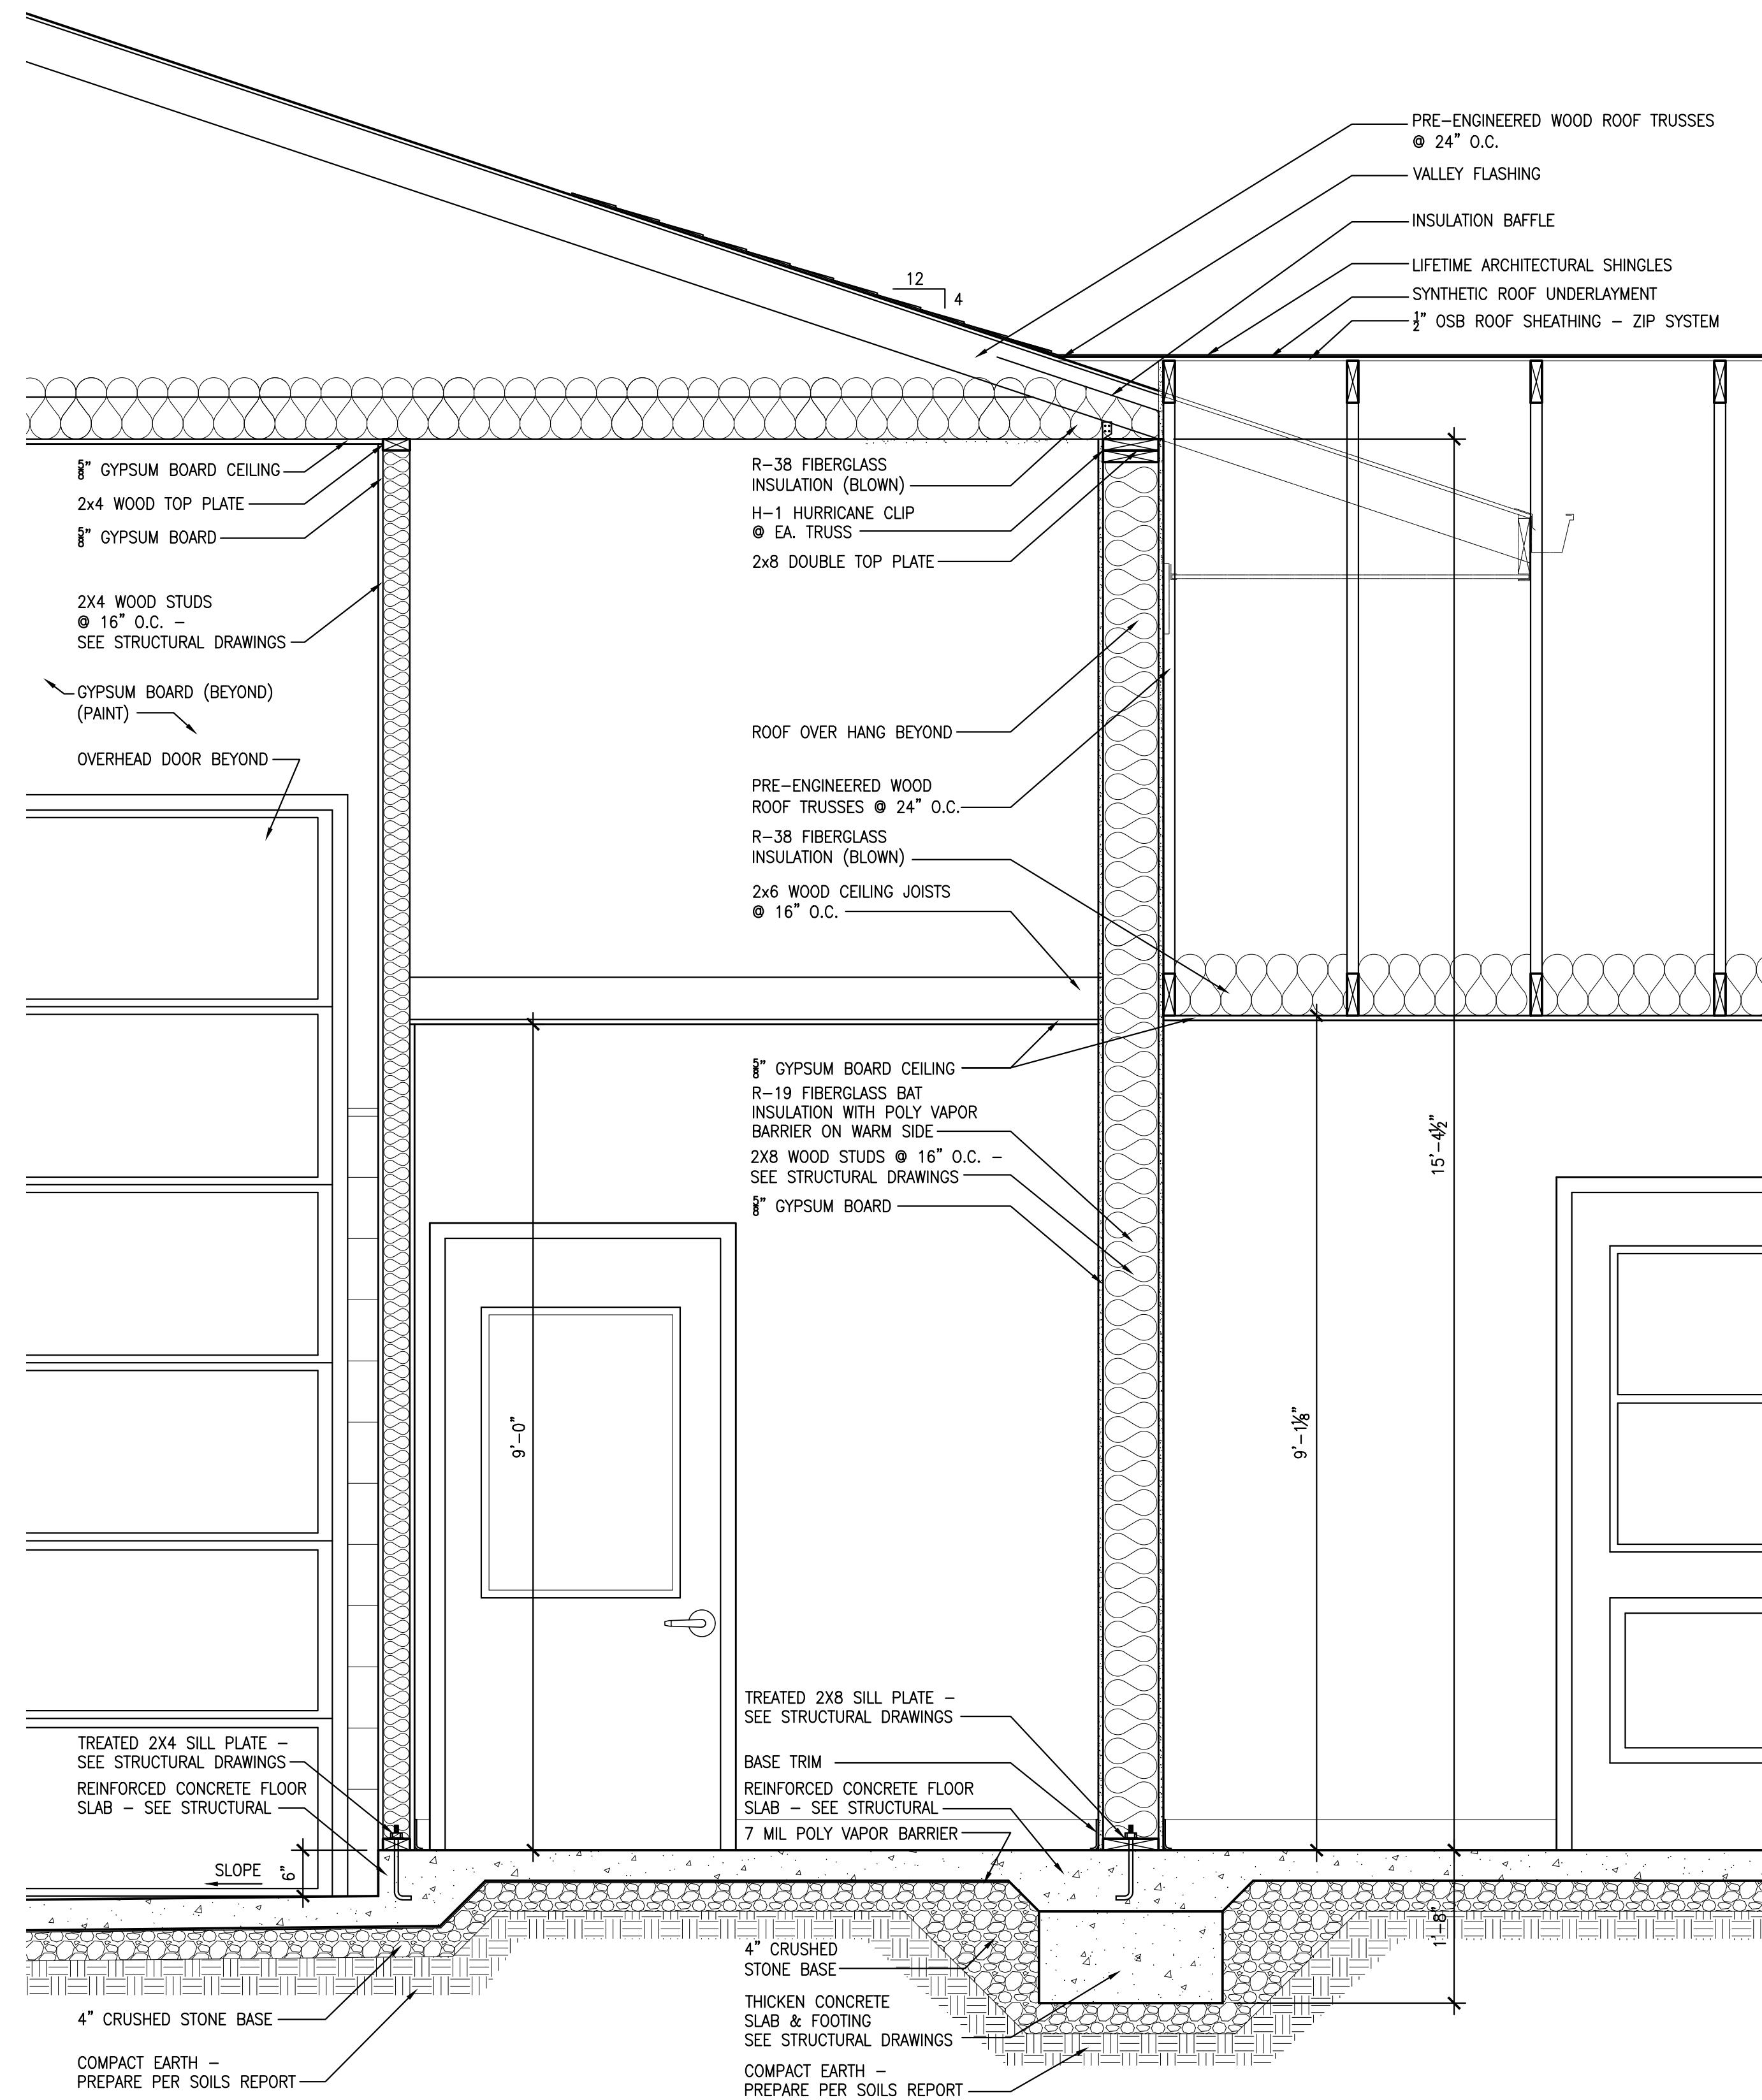 PRE-ENGINEERED WOOD ROOF TRUSSES
@ 24" O.C.
VALLEY FLASHING
INSULATION BAFFLE
LIFETIME ARCHITECTURAL SHINGLES
SYNTHETIC ROOF UNDERLAYMENT
½" OSB ROOF SHEATHING - ZIP SYSTEM
12
4
⅝" GYPSUM BOARD CEILING
2x4 WOOD TOP PLATE
⅝" GYPSUM BOARD
2X4 WOOD STUDS
@ 16" O.C. -
SEE STRUCTURAL DRAWINGS
GYPSUM BOARD (BEYOND)
(PAINT)
OVERHEAD DOOR BEYOND
R-38 FIBERGLASS
INSULATION (BLOWN)
H-1 HURRICANE CLIP
@ EA. TRUSS
2x8 DOUBLE TOP PLATE
ROOF OVER HANG BEYOND
PRE-ENGINEERED WOOD
ROOF TRUSSES @ 24" O.C.
R-38 FIBERGLASS
INSULATION (BLOWN)
2x6 WOOD CEILING JOISTS
@ 16" O.C.
⅝" GYPSUM BOARD CEILING
R-19 FIBERGLASS BAT
INSULATION WITH POLY VAPOR
BARRIER ON WARM SIDE
2X8 WOOD STUDS @ 16" O.C. -
SEE STRUCTURAL DRAWINGS
⅝" GYPSUM BOARD
15'-4½"
9'-0"
9'-1⅛"
TREATED 2X4 SILL PLATE -
SEE STRUCTURAL DRAWINGS
REINFORCED CONCRETE FLOOR
SLAB - SEE STRUCTURAL
SLOPE
6"
4" CRUSHED STONE BASE
COMPACT EARTH -
PREPARE PER SOILS REPORT
TREATED 2X8 SILL PLATE -
SEE STRUCTURAL DRAWINGS
BASE TRIM
REINFORCED CONCRETE FLOOR
SLAB - SEE STRUCTURAL
7 MIL POLY VAPOR BARRIER
1'-8"
4" CRUSHED
STONE BASE
THICKEN CONCRETE
SLAB & FOOTING
SEE STRUCTURAL DRAWINGS
COMPACT EARTH -
PREPARE PER SOILS REPORT